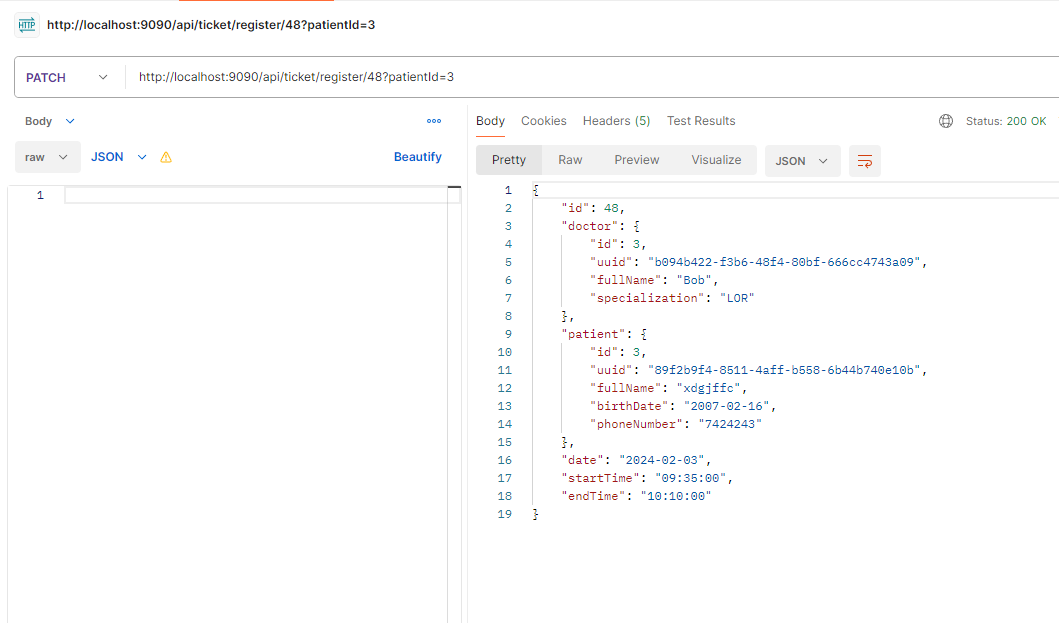 HTTP http://localhost:9090/api/ticket/register/48?patientId=3
PATCH http://localhost:9090/api/ticket/register/48?patientId=3
Body
Body Cookies Headers (5) Test Results Status: 200 OK
raw JSON Beautify
Pretty Raw Preview Visualize JSON
1
1 {
2 "id": 48,
3 "doctor": {
4 "id": 3,
5 "uuid": "b094b422-f3b6-48f4-80bf-666cc4743a09",
6 "fullName": "Bob",
7 "specialization": "LOR"
8 },
9 "patient": {
10 "id": 3,
11 "uuid": "89f2b9f4-8511-4aff-b558-6b44b740e10b",
12 "fullName": "xdgjffc",
13 "birthDate": "2007-02-16",
14 "phoneNumber": "7424243"
15 },
16 "date": "2024-02-03",
17 "startTime": "09:35:00",
18 "endTime": "10:10:00"
19 }